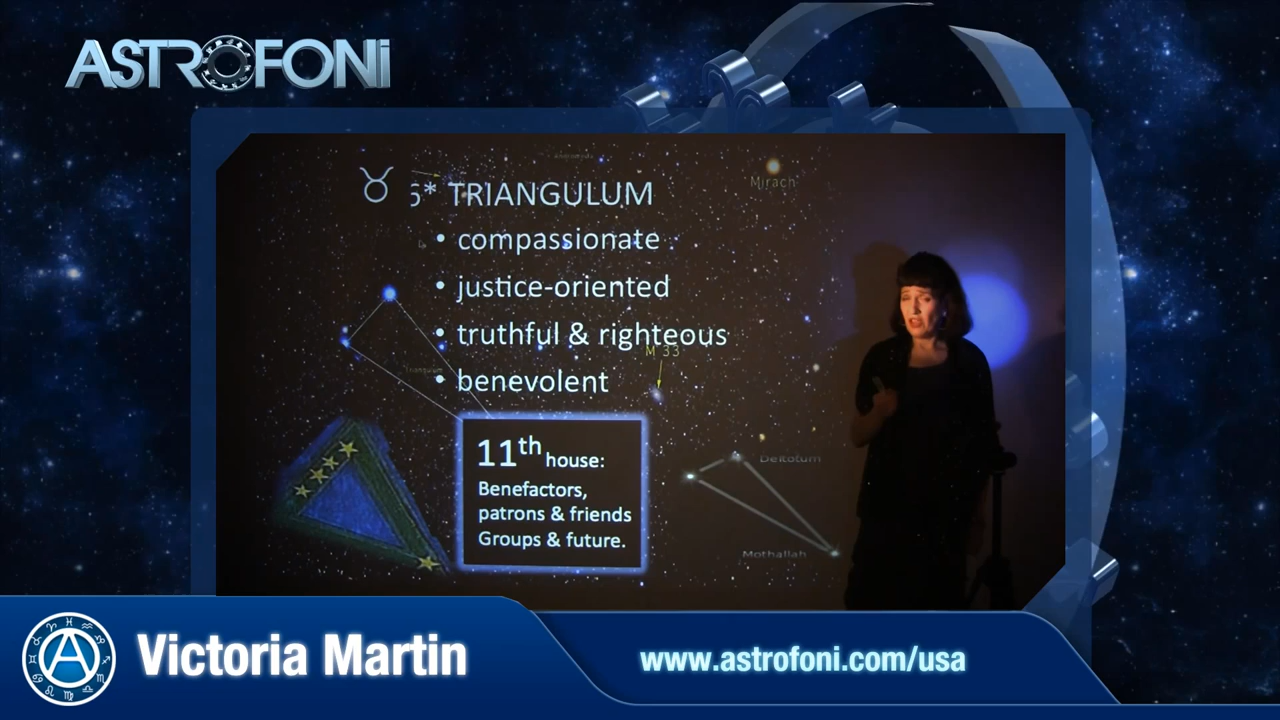 ASTROFONi
♉ 5* TRIANGULUM
Mirach
• compassionate
• justice-oriented
• truthful & righteous
M 33
• benevolent
11th house:
Benefactors,
patrons & friends
Groups & future.
Deltotum
Mothallah
Victoria Martin
www.astrofoni.com/usa